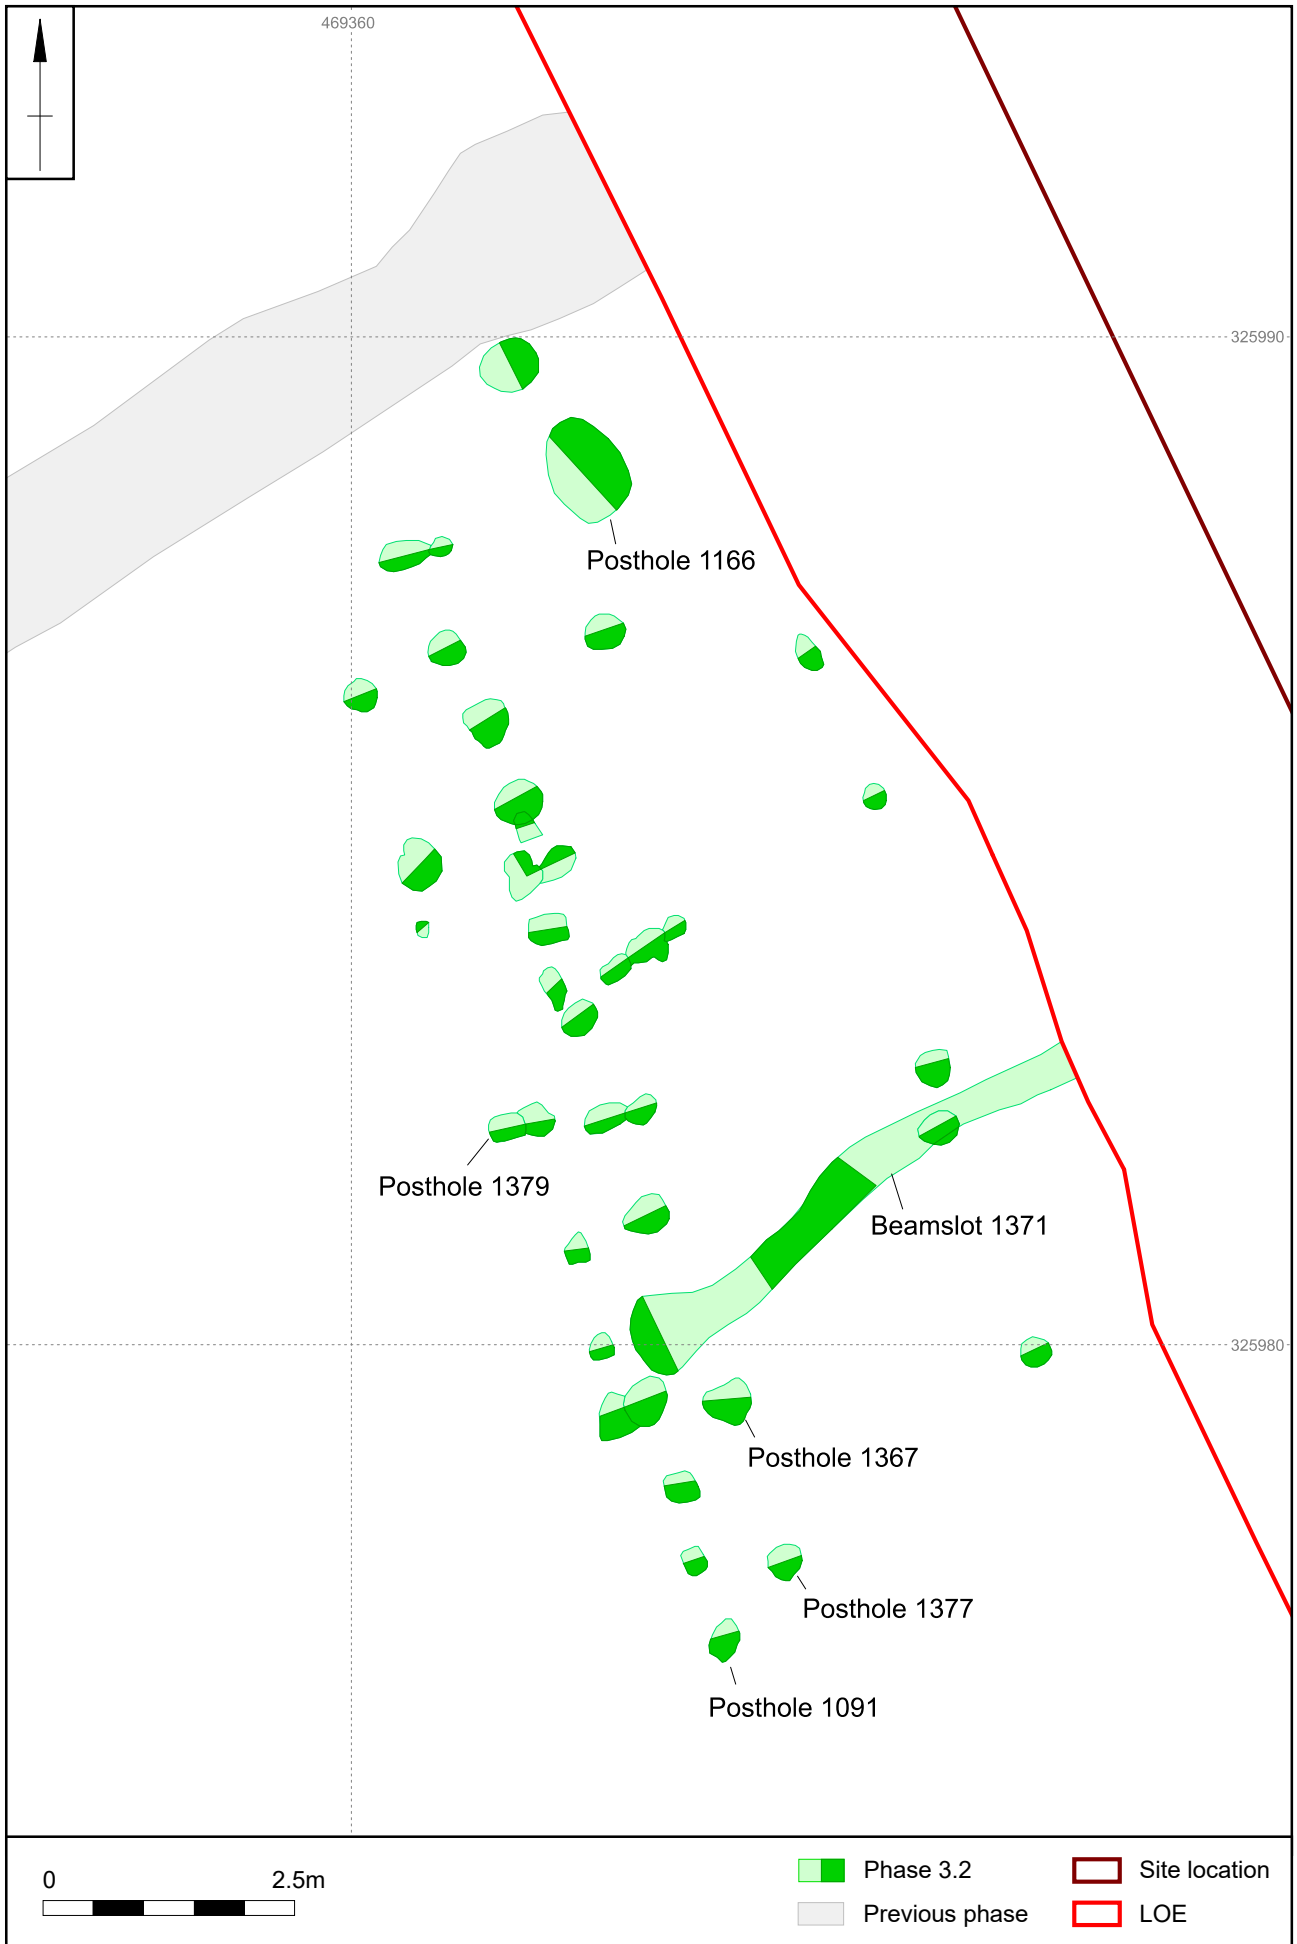 469360
325990
Posthole 1166
Posthole 1379
Beamslot 1371
325980
Posthole 1367
Posthole 1377
Posthole 1091
0 2.5m
Phase 3.2
Site location
Previous phase
LOE